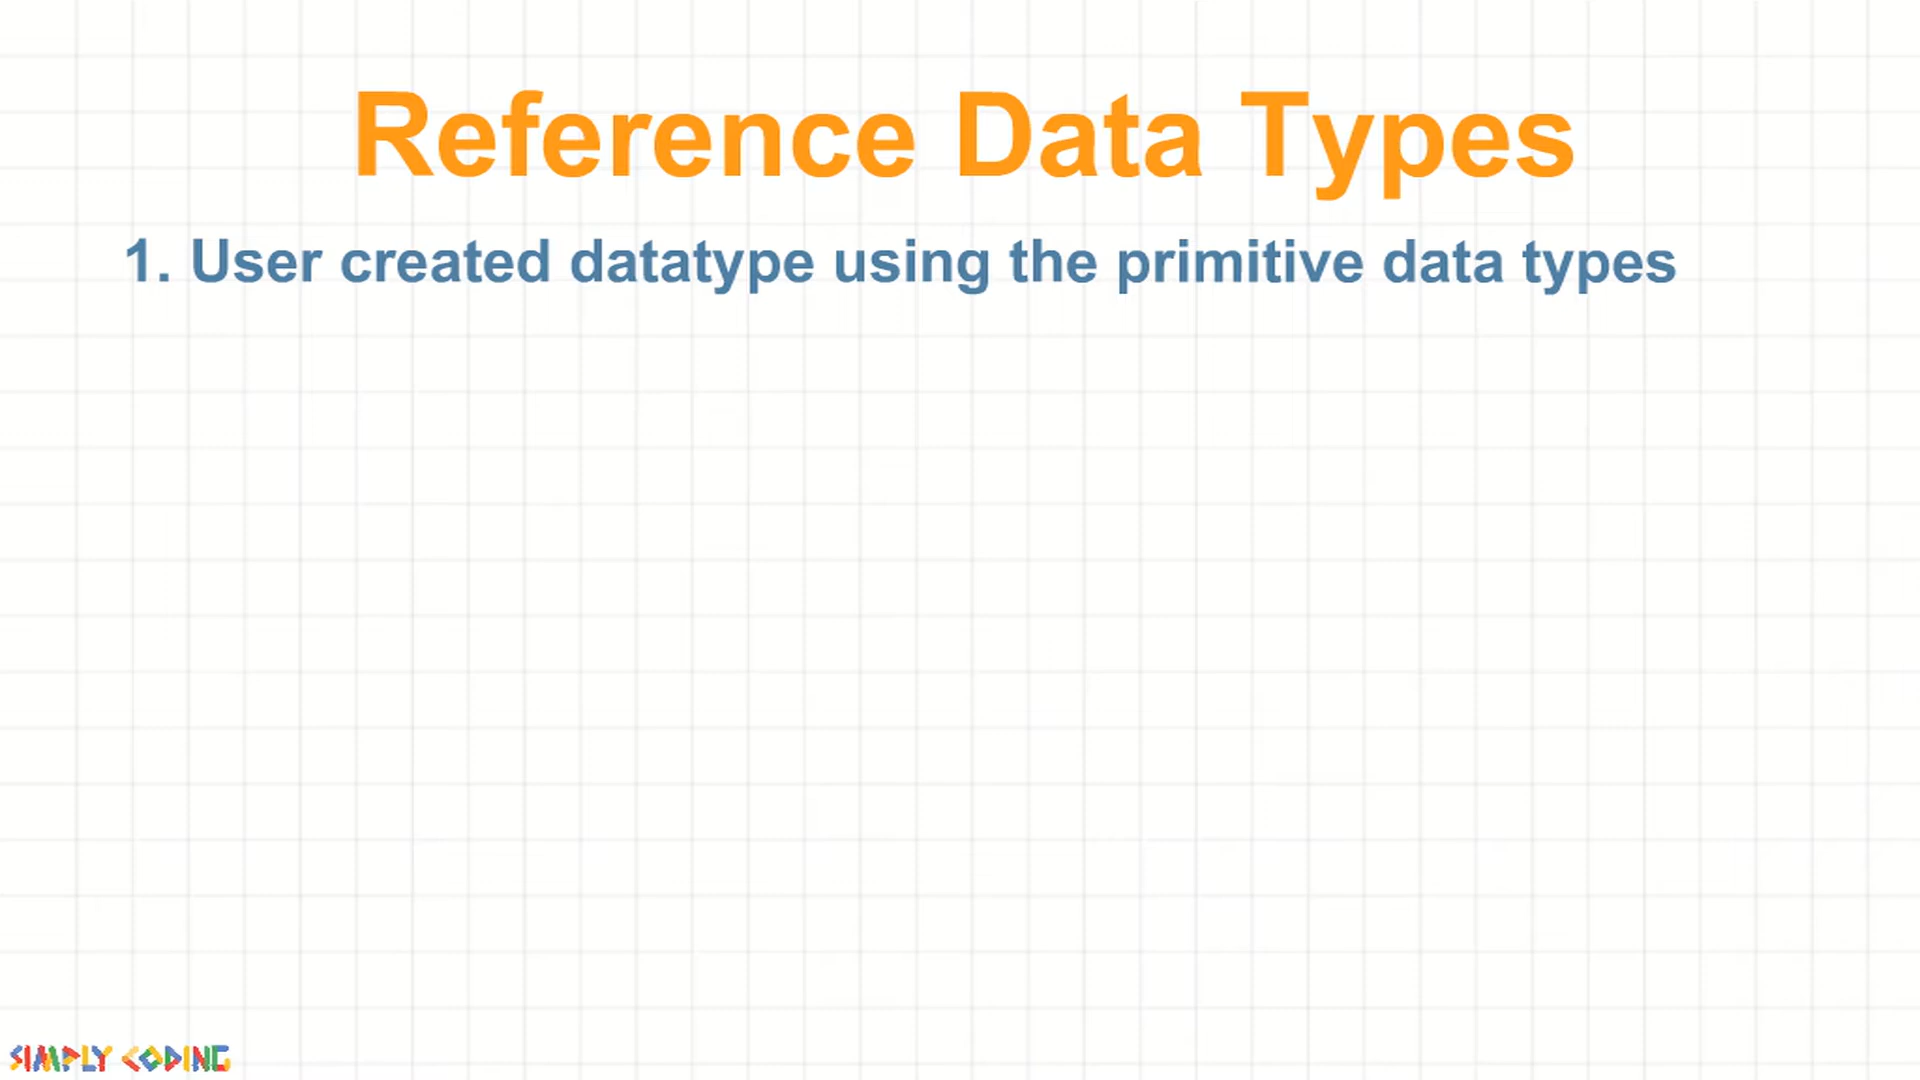 Reference Data Types
1. User created datatype using the primitive data types
SIMPLY CODING